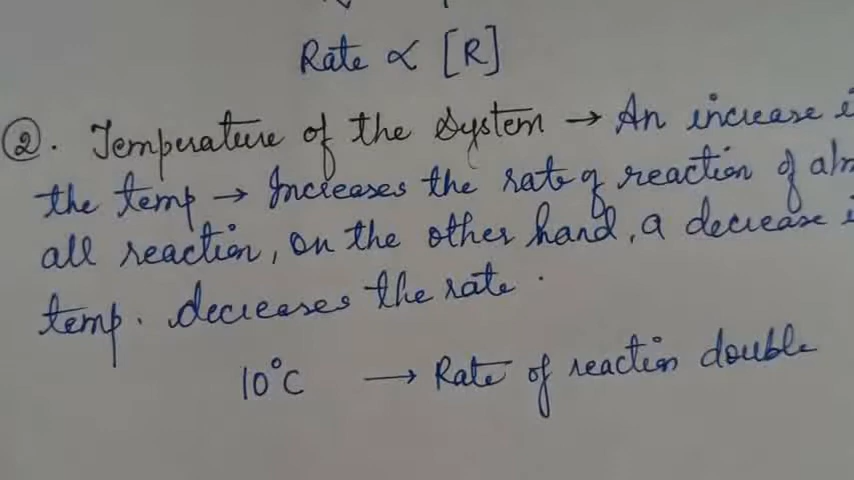 Rate ∝ [R]
②. Temperature of the System → An increase i
the temp → Increases the rate of reaction of alm
all reaction, on the other hand, a decrease i
temp. decreases the rate.
10°C → Rate of reaction double